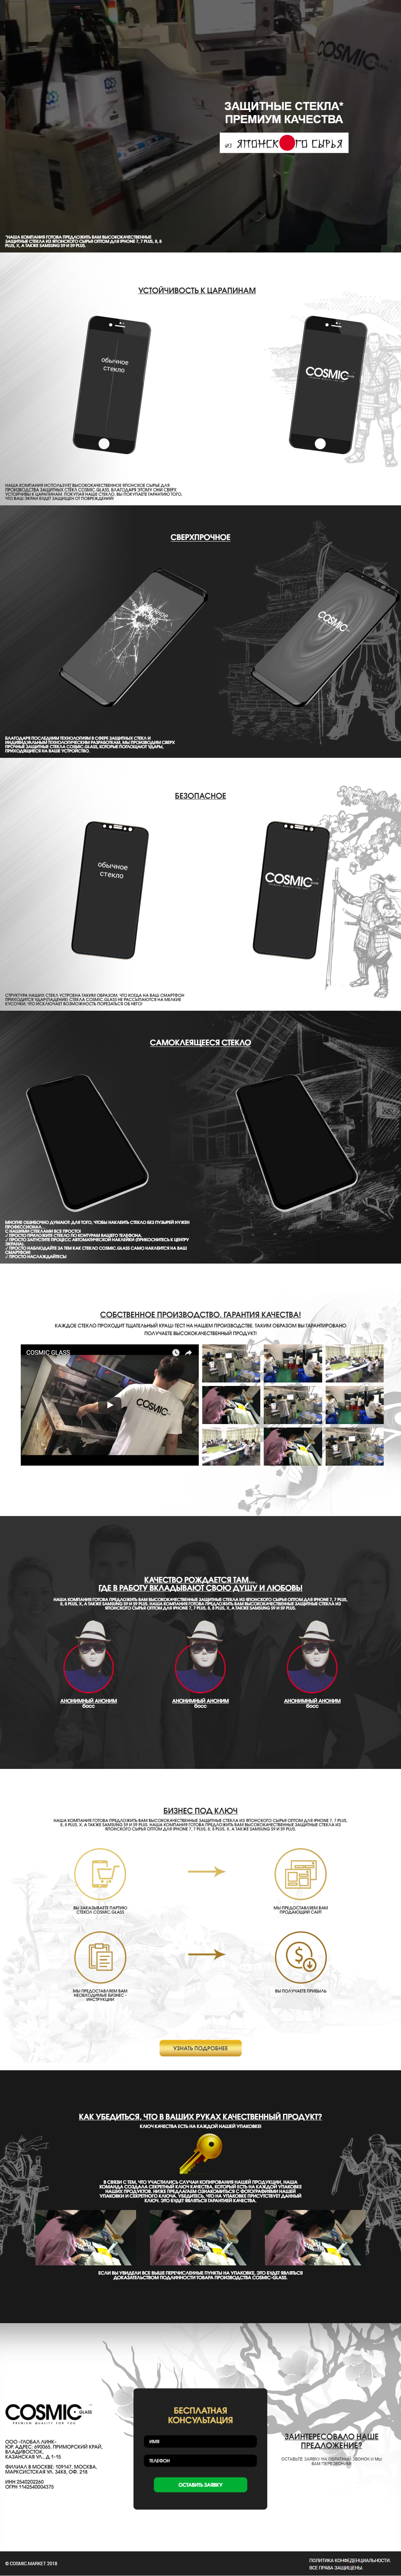 COSMIC
ЗАЩИТНЫЕ СТЕКЛА*
ПРЕМИУМ КАЧЕСТВА
ИЗ ЯПОНСКОГО СЫРЬЯ
*НАША КОМПАНИЯ ГОТОВА ПРЕДЛОЖИТЬ ВАМ ВЫСОКОКАЧЕСТВЕННЫЕ
ЗАЩИТНЫЕ СТЕКЛА ИЗ ЯПОНСКОГО СЫРЬЯ ОПТОМ ДЛЯ IPHONE 7, 7 PLUS, 8, 8
PLUS, X, А ТАКЖЕ SAMSUNG S9 И S9 PLUS.
УСТОЙЧИВОСТЬ К ЦАРАПИНАМ
обычное
стекло
COSMIC
НАША КОМПАНИЯ ИСПОЛЬЗУЕТ ВЫСОКОКАЧЕСТВЕННОЕ ЯПОНСКОЕ СЫРЬЕ ДЛЯ
ПРОИЗВОДСТВА ЗАЩИТНЫХ СТЁКОЛ COSMIC.GLASS, БЛАГОДАРЯ ЭТОМУ ОНИ СВЕРХ
УСТОЙЧИВЫ К ЦАРАПИНАМ. ПОКУПАЯ НАШЕ СТЕКЛО, ВЫ ПОКУПАЕТЕ ГАРАНТИЮ ТОГО,
ЧТО ВАШ ЭКРАН БУДЕТ ЗАЩИЩЕН ОТ ПОВРЕЖДЕНИЙ!
СВЕРХПРОЧНОЕ
COSMIC
БЛАГОДАРЯ ПОСЛЕДНИМ ТЕХНОЛОГИЯМ В СФЕРЕ ЗАЩИТНЫХ СТЕКЛ И
ИНДИВИДУАЛЬНЫМ ТЕХНОЛОГИЧЕСКИМ РАЗРАБОТКАМ, МЫ ПРОИЗВОДИМ СВЕРХ
ПРОЧНЫЕ ЗАЩИТНЫЕ СТЕКЛА COSMIC.GLASS, КОТОРЫЕ ПОГЛОЩАЮТ УДАРЫ,
ПРИХОДЯЩИЕСЯ НА ВАШЕ УСТРОЙСТВО.
БЕЗОПАСНОЕ
обычное
стекло
COSMIC
СТРУКТУРА НАШИХ СТЕКЛ УСТРОЕНА ТАКИМ ОБРАЗОМ, ЧТО КОГДА НА ВАШ СМАРТФОН
ПРИХОДИТСЯ УДАР(ПАДЕНИЕ) СТЕКЛА COSMIC.GLASS НЕ РАССЫПАЮТСЯ НА МЕЛКИЕ
КУСОЧКИ, ЧТО ИСКЛЮЧАЕТ ВОЗМОЖНОСТЬ ПОРЕЗАТЬСЯ ОБ НЕГО!
САМОКЛЕЯЩЕЕСЯ СТЕКЛО
МНОГИЕ ОШИБОЧНО ДУМАЮТ: ДЛЯ ТОГО, ЧТОБЫ НАКЛЕИТЬ СТЕКЛО БЕЗ ПУЗЫРЕЙ НУЖЕН
ПРОФЕССИОНАЛ...
С НАШИМИ СТЕКЛАМИ ВСЕ ПРОСТО!
✓ ПРОСТО ПРИЛОЖИТЕ СТЕКЛО ПО КОНТУРАМ ВАШЕГО ТЕЛЕФОНА.
✓ ПРОСТО ЗАПУСТИТЕ ПРОЦЕСС АВТОМАТИЧЕСКОЙ НАКЛЕЙКИ (ПРИКОСНИТЕСЬ К ЦЕНТРУ
ЭКРАНА).
✓ ПРОСТО НАБЛЮДАЙТЕ ЗА ТЕМ КАК СТЕКЛО COSMIC.GLASS САМО НАКЛЕИТСЯ НА ВАШ
СМАРТФОН!
✓ ПРОСТО НАСЛАЖДАЙТЕСЬ!
СОБСТВЕННОЕ ПРОИЗВОДСТВО. ГАРАНТИЯ КАЧЕСТВА!
КАЖДОЕ СТЕКЛО ПРОХОДИТ ТЩАТЕЛЬНЫЙ КРАШ-ТЕСТ НА НАШЕМ ПРОИЗВОДСТВЕ. ТАКИМ ОБРАЗОМ ВЫ ГАРАНТИРОВАНО
ПОЛУЧАЕТЕ ВЫСОКОКАЧЕСТВЕННЫЙ ПРОДУКТ!
COSMIC GLASS
COSMIC
КАЧЕСТВО РОЖДАЕТСЯ ТАМ...
ГДЕ В РАБОТУ ВКЛАДЫВАЮТ СВОЮ ДУШУ И ЛЮБОВЬ!
НАША КОМПАНИЯ ГОТОВА ПРЕДЛОЖИТЬ ВАМ ВЫСОКОКАЧЕСТВЕННЫЕ ЗАЩИТНЫЕ СТЕКЛА ИЗ ЯПОНСКОГО СЫРЬЯ ОПТОМ ДЛЯ IPHONE 7, 7 PLUS,
8, 8 PLUS, X, А ТАКЖЕ SAMSUNG S9 И S9 PLUS. НАША КОМПАНИЯ ГОТОВА ПРЕДЛОЖИТЬ ВАМ ВЫСОКОКАЧЕСТВЕННЫЕ ЗАЩИТНЫЕ СТЕКЛА ИЗ
ЯПОНСКОГО СЫРЬЯ ОПТОМ ДЛЯ IPHONE 7, 7 PLUS, 8, 8 PLUS, X, А ТАКЖЕ SAMSUNG S9 И S9 PLUS.
АНОНИМНЫЙ АНОНИМ
босс
АНОНИМНЫЙ АНОНИМ
босс
АНОНИМНЫЙ АНОНИМ
босс
БИЗНЕС ПОД КЛЮЧ
НАША КОМПАНИЯ ГОТОВА ПРЕДЛОЖИТЬ ВАМ ВЫСОКОКАЧЕСТВЕННЫЕ ЗАЩИТНЫЕ СТЕКЛА ИЗ ЯПОНСКОГО СЫРЬЯ ОПТОМ ДЛЯ IPHONE 7, 7 PLUS,
8, 8 PLUS, X, А ТАКЖЕ SAMSUNG S9 И S9 PLUS. НАША КОМПАНИЯ ГОТОВА ПРЕДЛОЖИТЬ ВАМ ВЫСОКОКАЧЕСТВЕННЫЕ ЗАЩИТНЫЕ СТЕКЛА ИЗ
ЯПОНСКОГО СЫРЬЯ ОПТОМ ДЛЯ IPHONE 7, 7 PLUS, 8, 8 PLUS, X, А ТАКЖЕ SAMSUNG S9 И S9 PLUS.
ВЫ ЗАКАЗЫВАЕТЕ ПАРТИЮ
СТЕКОЛ COSMIC.GLASS
МЫ ПРЕДОСТАВЛЯЕМ ВАМ
ПРОДАЮЩИЙ САЙТ
МЫ ПРЕДОСТАВЛЯЕМ ВАМ
НЕОБХОДИМЫЕ БИЗНЕС -
ИНСТРУКЦИИ
ВЫ ПОЛУЧАЕТЕ ПРИБЫЛЬ
УЗНАТЬ ПОДРОБНЕЕ
КАК УБЕДИТЬСЯ, ЧТО В ВАШИХ РУКАХ КАЧЕСТВЕННЫЙ ПРОДУКТ?
КЛЮЧ КАЧЕСТВА ЕСТЬ НА КАЖДОЙ НАШЕЙ УПАКОВКЕ!
В СВЯЗИ С ТЕМ, ЧТО УЧАСТИЛИСЬ СЛУЧАИ КОПИРОВАНИЯ НАШЕЙ ПРОДУКЦИИ, НАША
КОМАНДА СОЗДАЛА СЕКРЕТНЫЙ КЛЮЧ КАЧЕСТВА, КОТОРЫЙ ЕСТЬ НА КАЖДОЙ УПАКОВКЕ
НАШИХ ПРОДУКТОВ. НИЖЕ ПРЕДЛАГАЕМ ОЗНАКОМИТЬСЯ С ФОТОГРАФИЯМИ НАШЕЙ
УПАКОВКИ И СЕКРЕТНОГО КЛЮЧА, УБЕДИТЕСЬ, ЧТО НА УПАКОВКЕ ПРИСУТСТВУЕТ ДАННЫЙ
КЛЮЧ. ЭТО БУДЕТ ЯВЛЯТЬСЯ ГАРАНТИЕЙ КАЧЕСТВА.
ЕСЛИ ВЫ УВИДЕЛИ ВСЕ ВЫШЕ ПЕРЕЧИСЛЕННЫЕ ПУНКТЫ НА УПАКОВКЕ, ЭТО БУДЕТ ЯВЛЯТЬСЯ
ДОКАЗАТЕЛЬСТВОМ ПОДЛИННОСТИ ТОВАРА ПРОИЗВОДСТВА COSMIC-GLASS.
COSMIC GLASS
PREMIUM QUALITY FOR YOU
ООО «ГЛОБАЛ ЛИНК»
ЮР. АДРЕС: 690065, ПРИМОРСКИЙ КРАЙ,
ВЛАДИВОСТОК,
КАЗАНСКАЯ УЛ., Д.1-15
ФИЛИАЛ В МОСКВЕ: 109147, МОСКВА,
МАРКСИСТСКАЯ УЛ. 34К8, ОФ. 218
ИНН 2540202260
ОГРН 1142540004375
БЕСПЛАТНАЯ
КОНСУЛЬТАЦИЯ
ИМЯ
ТЕЛЕФОН
ОСТАВИТЬ ЗАЯВКУ
ЗАИНТЕРЕСОВАЛО НАШЕ
ПРЕДЛОЖЕНИЕ?
ОСТАВЬТЕ ЗАЯВКУ НА ОБРАТНЫЙ ЗВОНОК И МЫ
ВАМ ПЕРЕЗВОНИМ!
© COSMIC.MARKET 2018
ПОЛИТИКА КОНФЕДЕНЦИАЛЬНОСТИ.
ВСЕ ПРАВА ЗАЩИЩЕНЫ.